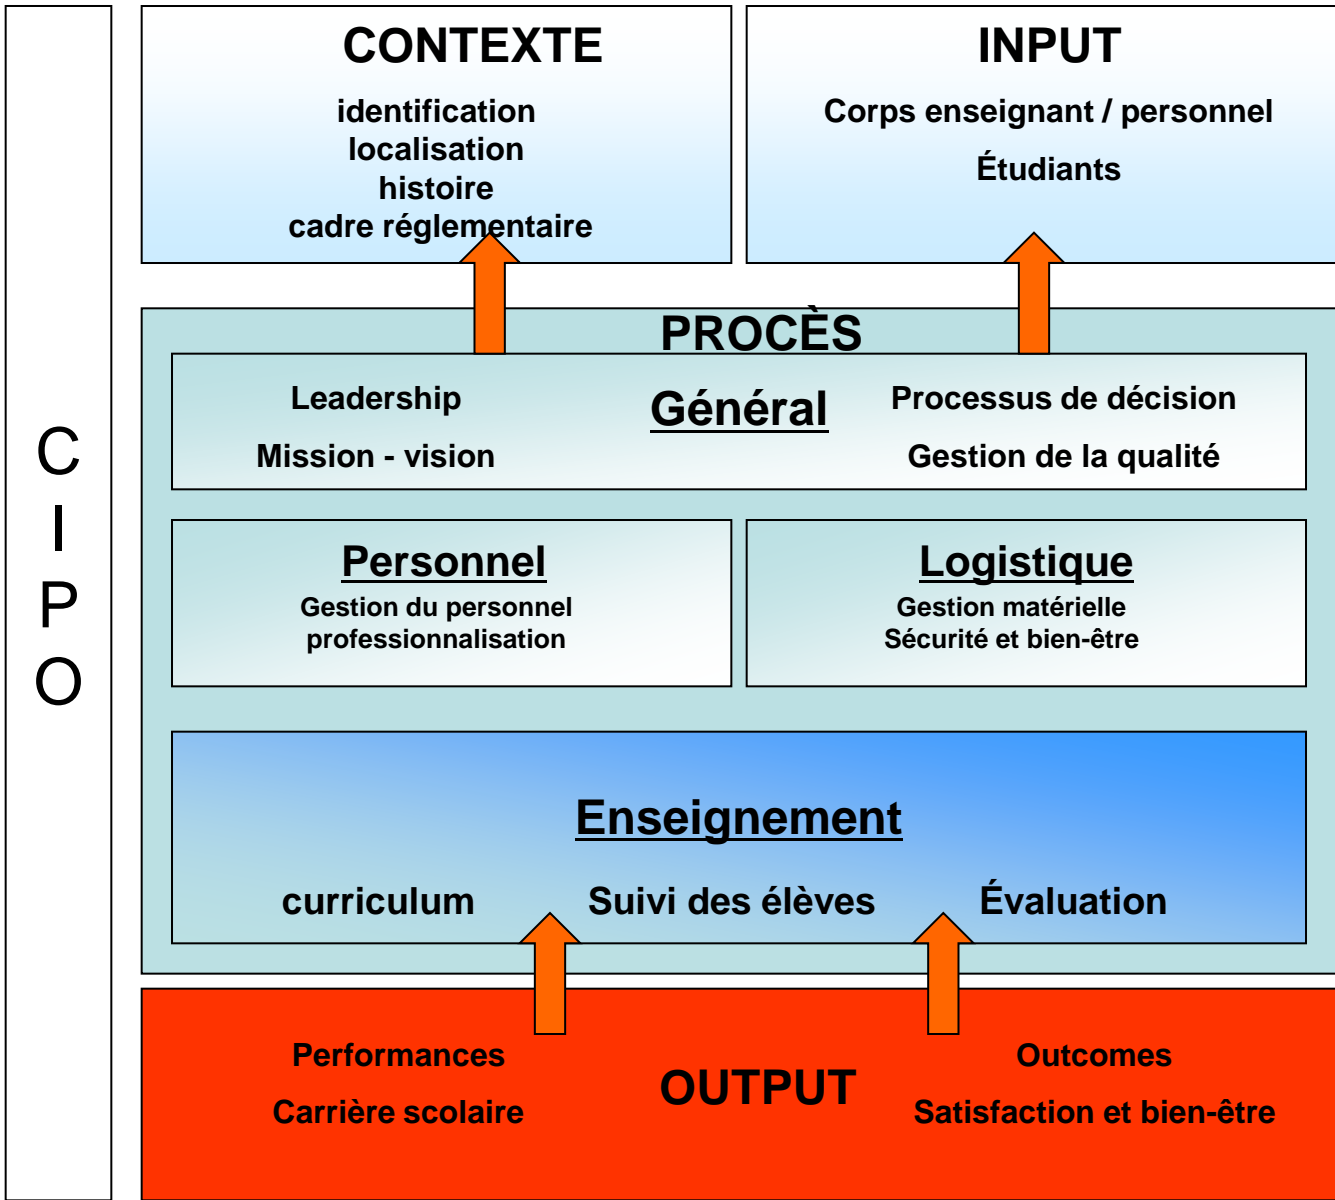 C
I
P
O
CONTEXTE
identification
localisation
histoire
cadre réglementaire
INPUT
Corps enseignant / personnel
Étudiants
PROCÈS
Général
Leadership
Mission - vision
Processus de décision
Gestion de la qualité
Personnel
Gestion du personnel
professionnalisation
Logistique
Gestion matérielle
Sécurité et bien-être
Enseignement
curriculum
Suivi des élèves
Évaluation
OUTPUT
Performances
Carrière scolaire
Outcomes
Satisfaction et bien-être